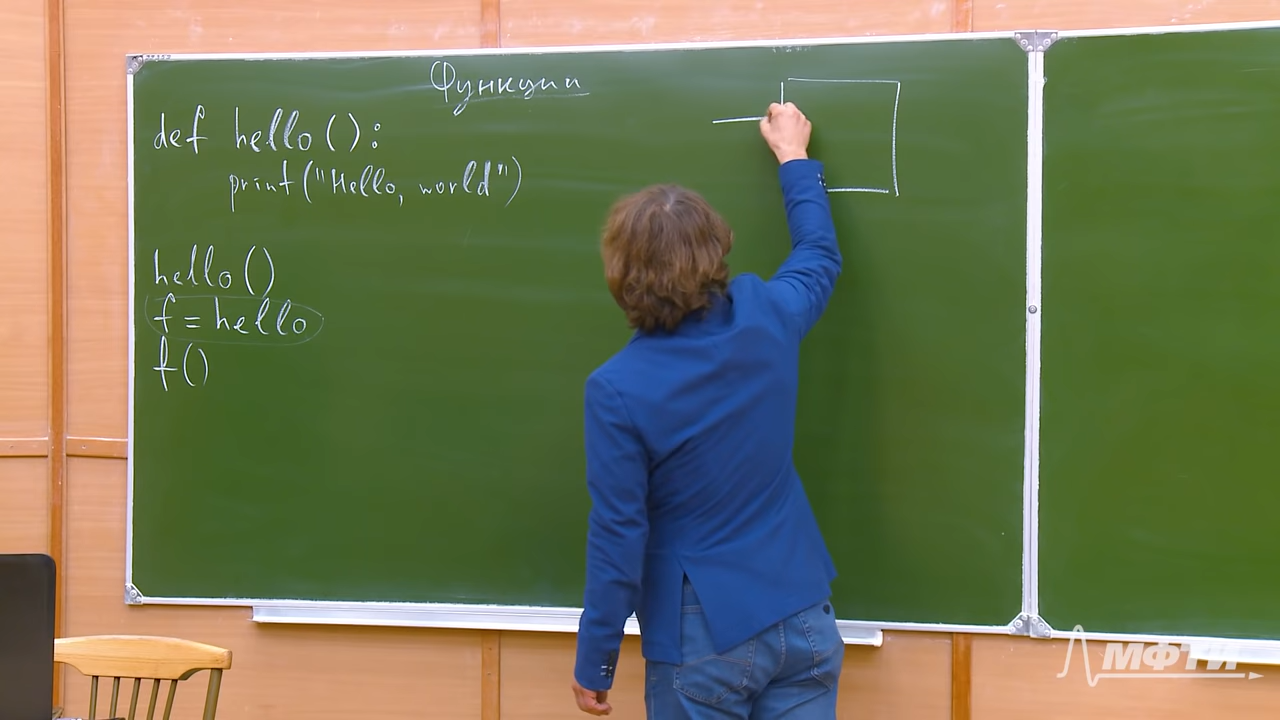 Функции
def hello():
print("Hello, world")
hello()
f = hello
f()
МФТИ